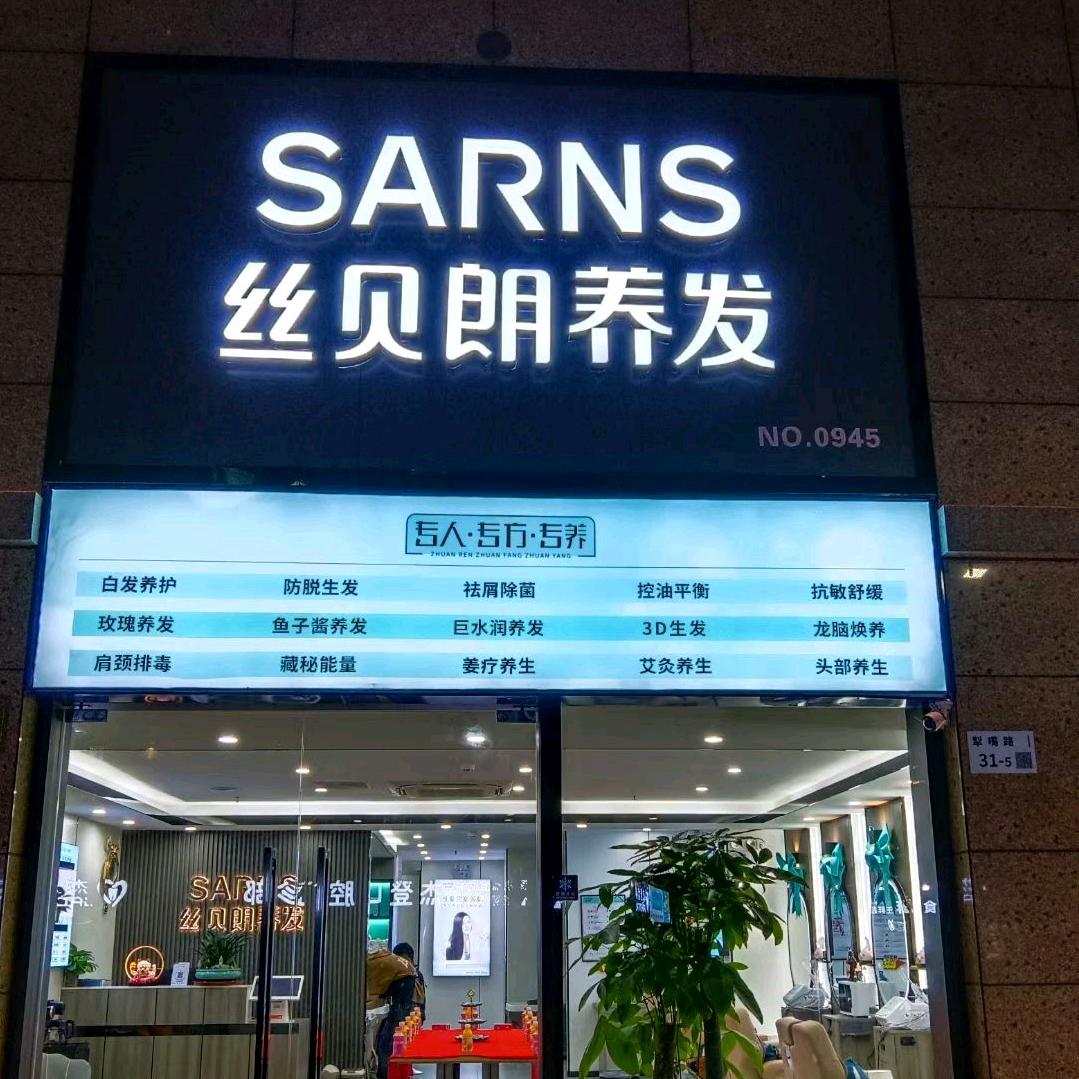 SARNS
丝贝朗养发
NO.0945
专人·专方·专养
ZHUAN REN ZHUAN FANG ZHUAN YANG
白发养护 防脱生发 祛屑除菌 控油平衡 抗敏舒缓
玫瑰养发 鱼子酱养发 巨水润养发 3D生发 龙脑焕养
肩颈排毒 藏秘能量 姜疗养生 艾灸养生 头部养生
犁嘴路
31-5
SARNS
丝贝朗养发